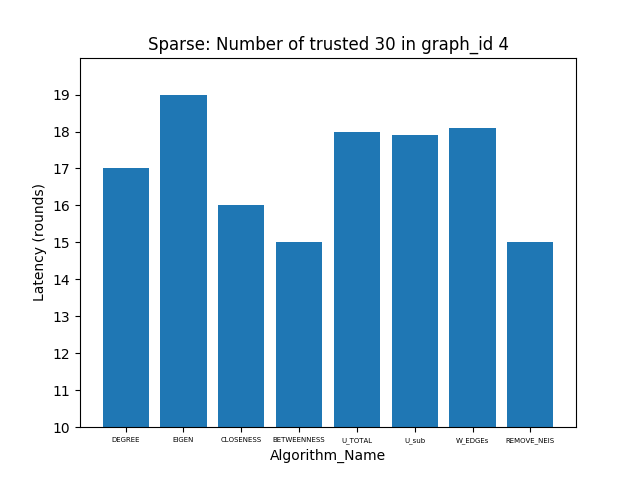 Sparse: Number of trusted 30 in graph_id 4
Latency (rounds)
19
18
17
16
15
14
13
12
11
10
DEGREE EIGEN CLOSENESS BETWEENNESS U_TOTAL U_sub W_EDGEs REMOVE_NEIS
Algorithm_Name